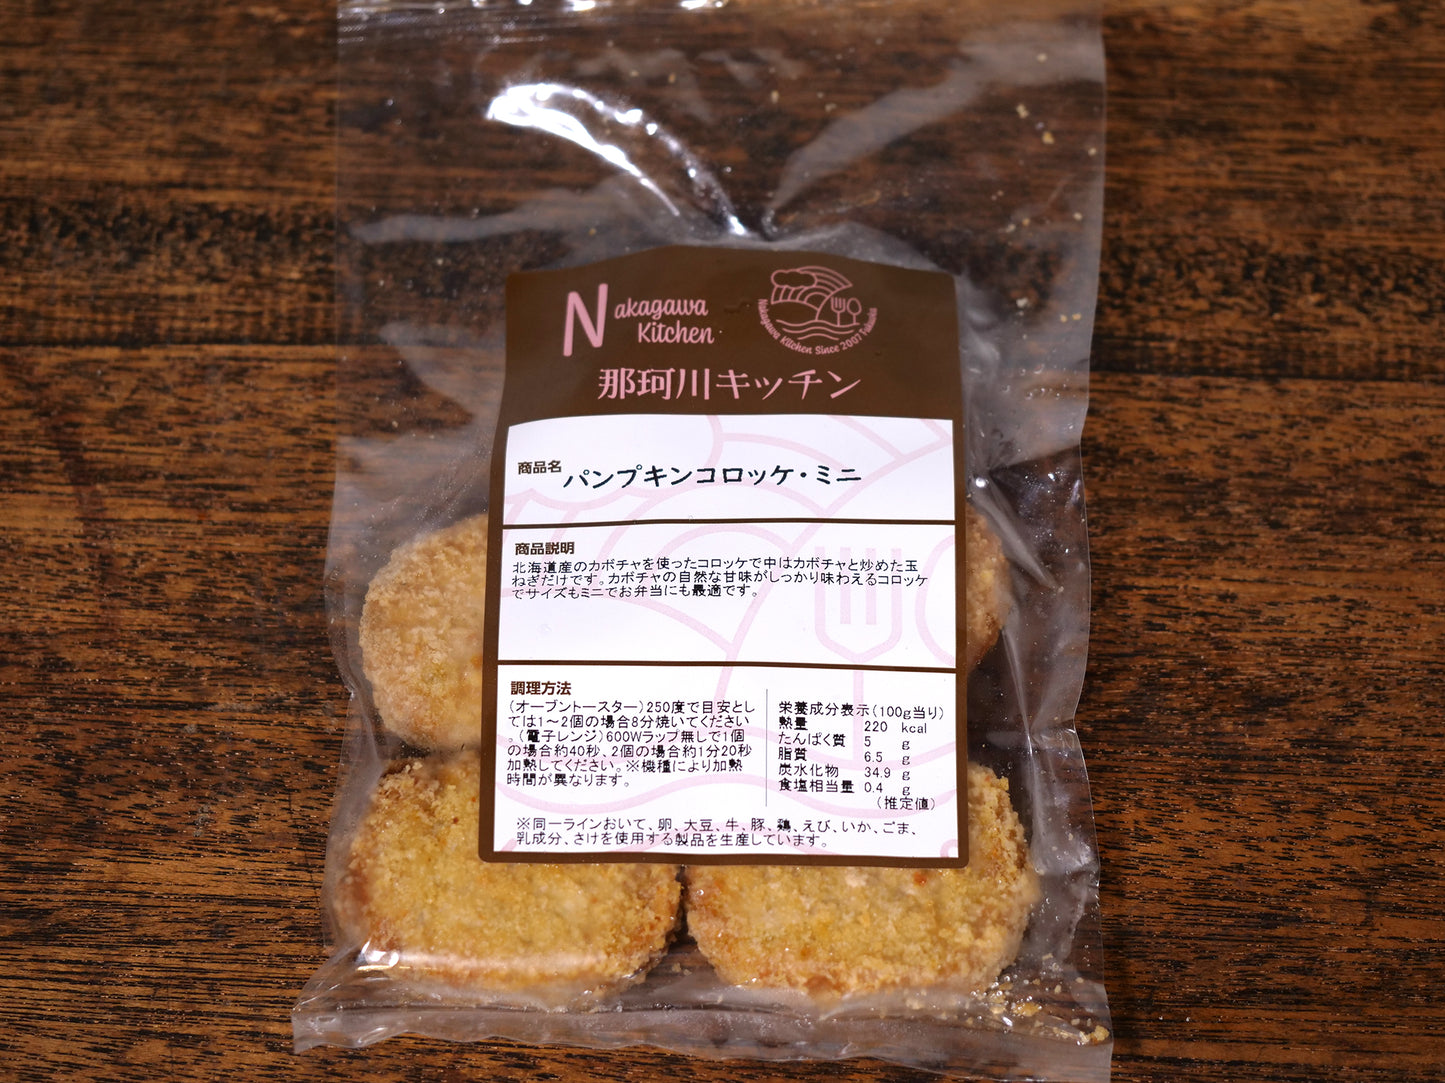 Nakagawa
Kitchen
Nakagawa Kitchen Since 2007 Fukuoka
那珂川キッチン
商品名
パンプキンコロッケ・ミニ
商品説明
北海道産のカボチャを使ったコロッケで中はカボチャと炒めた玉
ねぎだけです。カボチャの自然な甘味がしっかり味わえるコロッケ
でサイズもミニでお弁当にも最適です。
調理方法
(オーブントースター)250度で目安とし
ては1~2個の場合8分焼いてください
。(電子レンジ)600Wラップ無しで1個
の場合約40秒、2個の場合約1分20秒
加熱してください。※機種により加熱
時間が異なります。
栄養成分表示(100g当り)
熱量 220 kcal
たんぱく質 5 g
脂質 6.5 g
炭水化物 34.9 g
食塩相当量 0.4 g
(推定値)
※同一ラインおいて、卵、大豆、牛、豚、鶏、えび、いか、ごま、
乳成分、さけを使用する製品を生産しています。